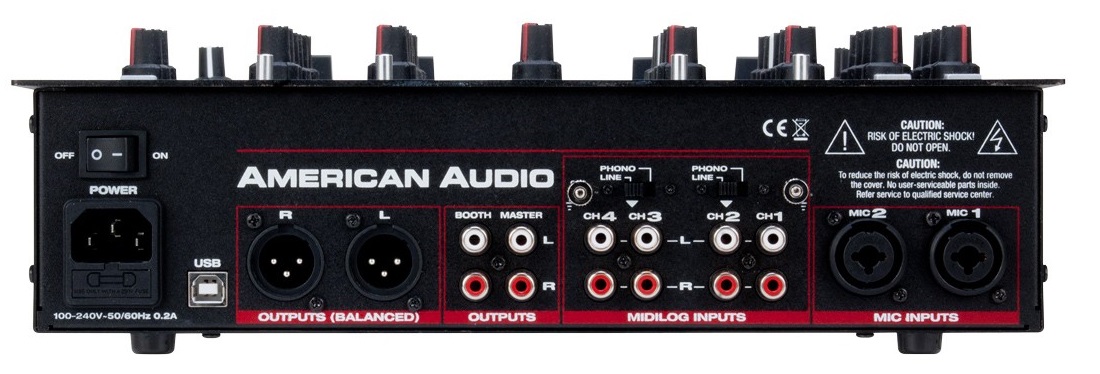 OFF ON
POWER
100-240V-50/60Hz 0.2A
USB
AMERICAN AUDIO
R L
OUTPUTS (BALANCED)
BOOTH MASTER
L
R
OUTPUTS
PHONO PHONO
LINE LINE
CH4 CH3 CH2 CH1
L
R
MIDILOG INPUTS
CE
CAUTION:
RISK OF ELECTRIC SHOCK!
DO NOT OPEN.
CAUTION:
To reduce the risk of electric shock, do not remove
the cover. No user-serviceable parts inside.
Refer service to qualified service center.
MIC 2 MIC 1
MIC INPUTS